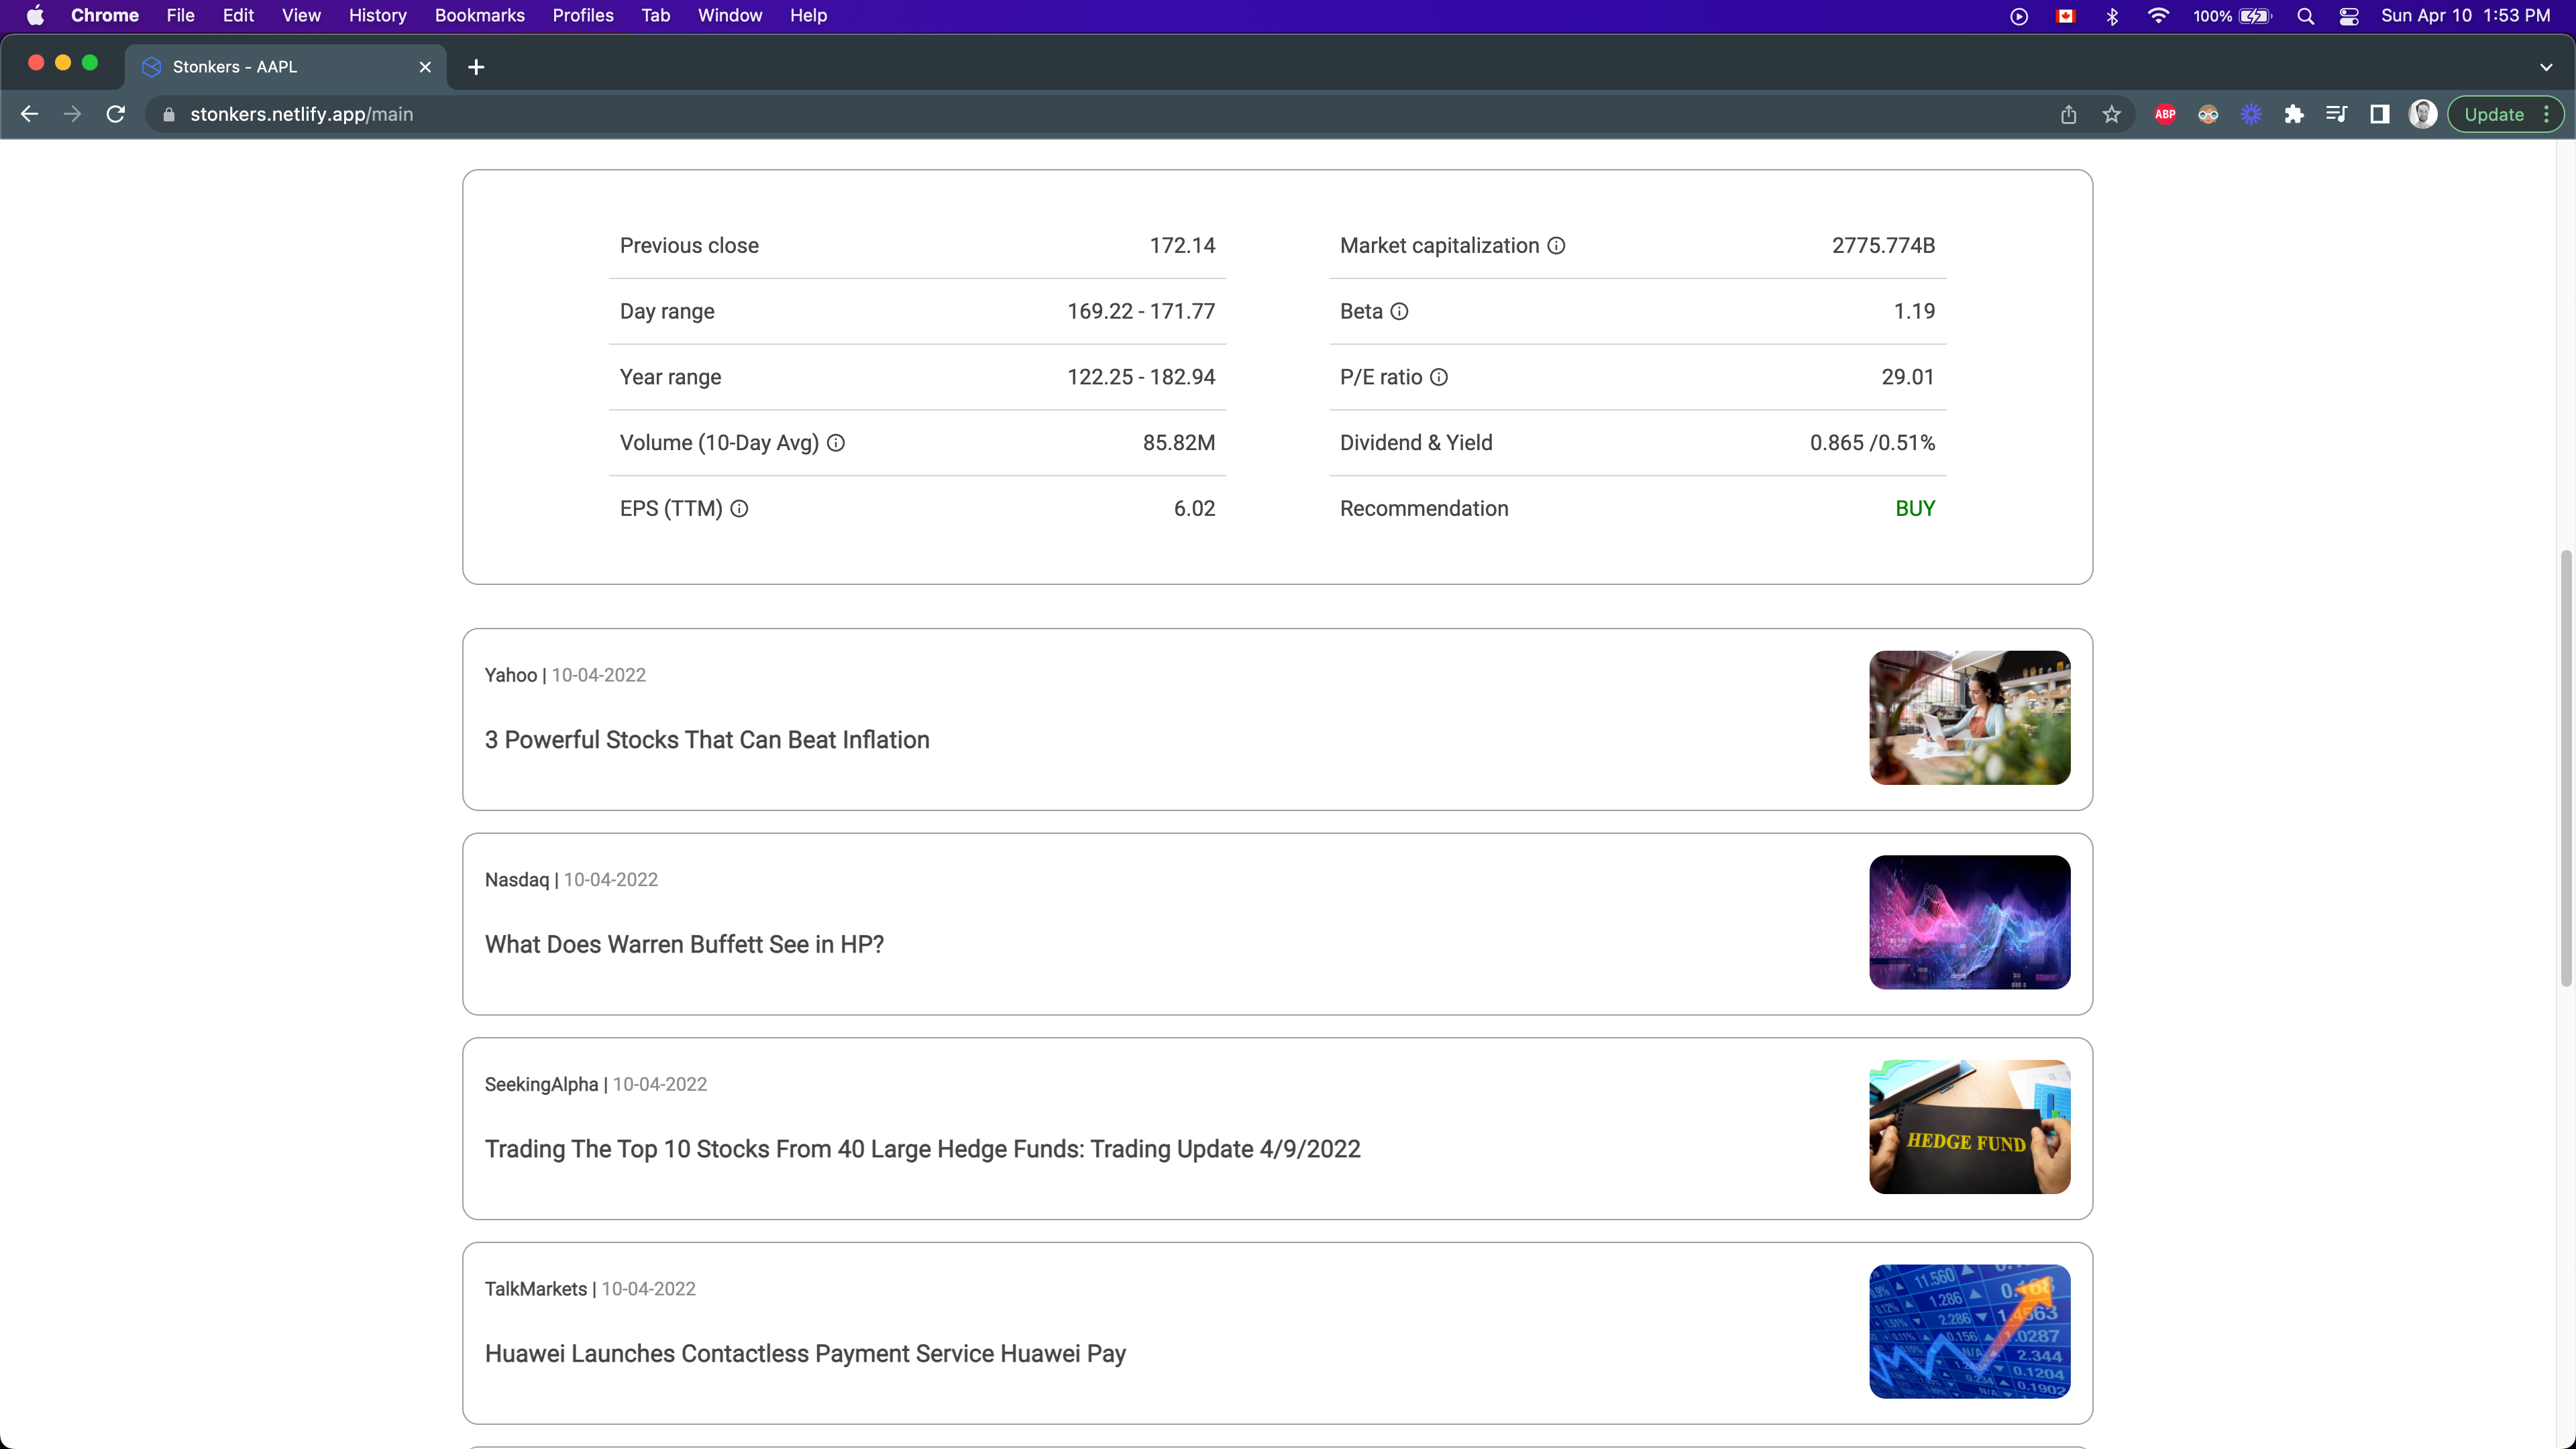 Chrome File Edit View History Bookmarks Profiles Tab Window Help 100% Sun Apr 10 1:53 PM
Stonkers - AAPL
stonkers.netlify.app/main ABP Update
Previous close 172.14 Market capitalization 2775.774B
Day range 169.22 - 171.77 Beta 1.19
Year range 122.25 - 182.94 P/E ratio 29.01
Volume (10-Day Avg) 85.82M Dividend & Yield 0.865 /0.51%
EPS (TTM) 6.02 Recommendation BUY
Yahoo | 10-04-2022
3 Powerful Stocks That Can Beat Inflation
Nasdaq | 10-04-2022
What Does Warren Buffett See in HP?
SeekingAlpha | 10-04-2022
Trading The Top 10 Stocks From 40 Large Hedge Funds: Trading Update 4/9/2022
HEDGE FUND
TalkMarkets | 10-04-2022
Huawei Launches Contactless Payment Service Huawei Pay
11.560
1.286
2.286
0.156 1.0287
N/A 2.344
0.1204
N/A 0.1902